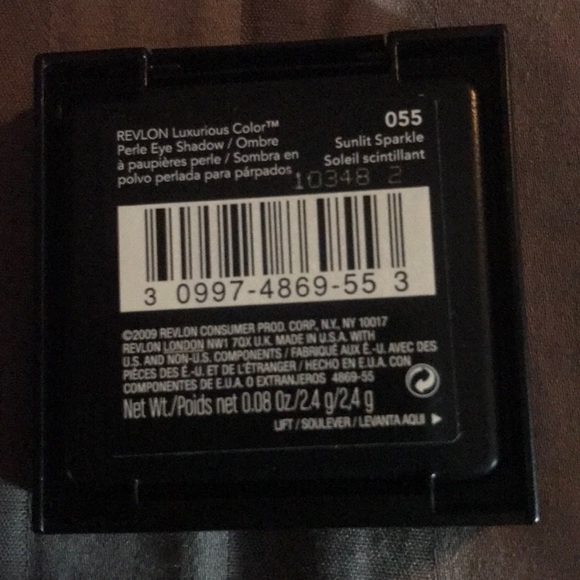 REVLON Luxurious Color™
Perle Eye Shadow / Ombre
à paupières perle / Sombra en
polvo perlada para párpados
055
Sunlit Sparkle
Soleil scintillant
10348 2
3 0997-4869-55 3
©2009 REVLON CONSUMER PROD. CORP., N.Y., NY 10017
REVLON LONDON NW1 7QX U.K. MADE IN U.S.A. WITH
U.S. AND NON-U.S. COMPONENTS / FABRIQUÉ AUX É.-U. AVEC DES
PIÈCES DES É.-U. ET DE L'ÉTRANGER / HECHO EN E.U.A. CON
COMPONENTES DE E.U.A. O EXTRANJEROS 4869-55
Net Wt./Poids net 0.08 Oz/2.4 g/2,4 g
LIFT / SOULEVER / LEVANTA AQUI ►